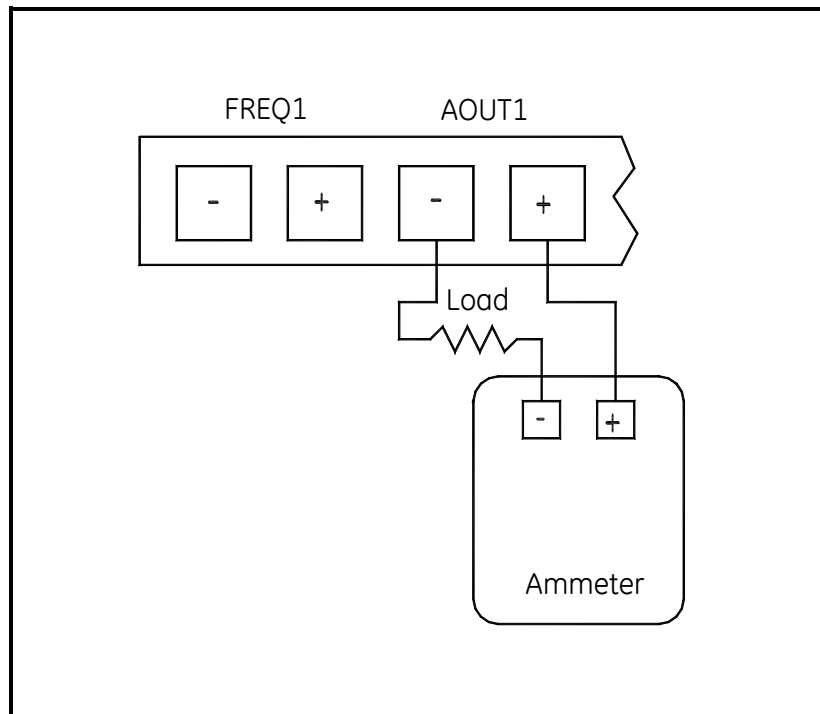 FREQ1 AOUT1
- + - +
Load
- +
Ammeter